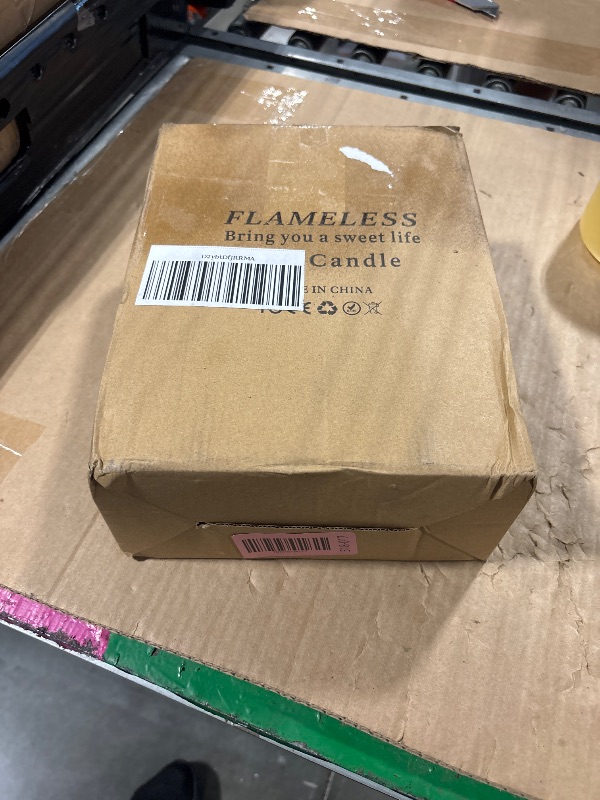 FLAMELESS
Bring you a sweet life
Candle
E IN CHINA